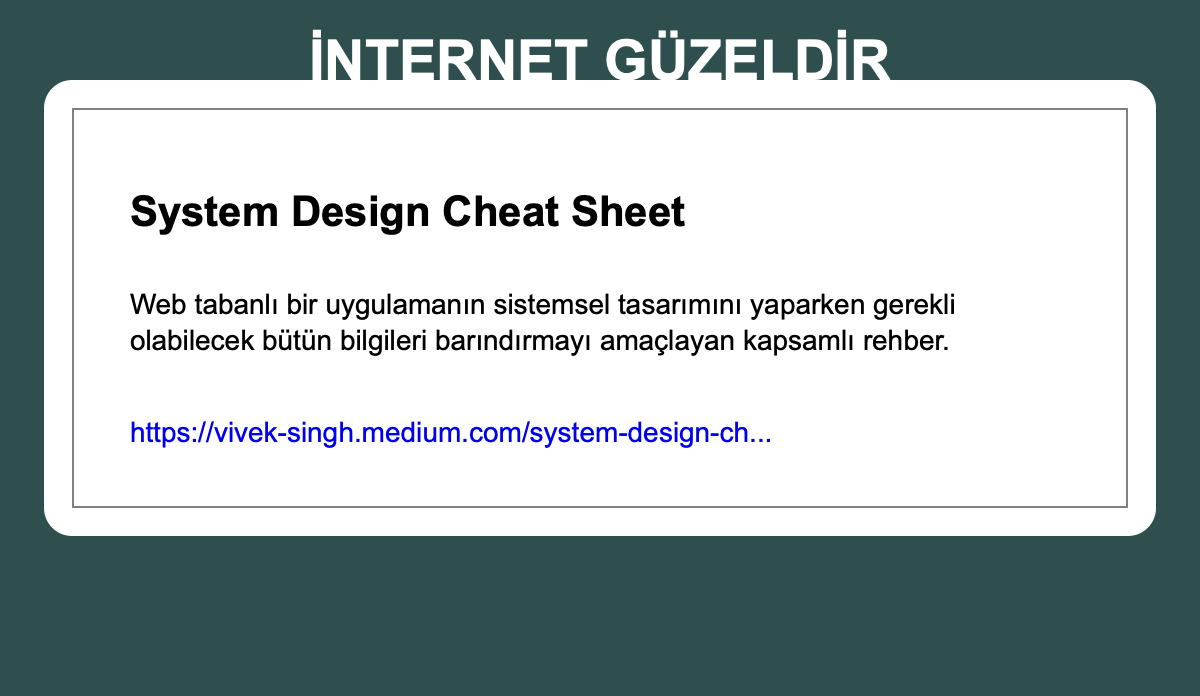 İNTERNET GÜZELDİR
System Design Cheat Sheet
Web tabanlı bir uygulamanın sistemsel tasarımını yaparken gerekli
olabilecek bütün bilgileri barındırmayı amaçlayan kapsamlı rehber.
https://vivek-singh.medium.com/system-design-ch...